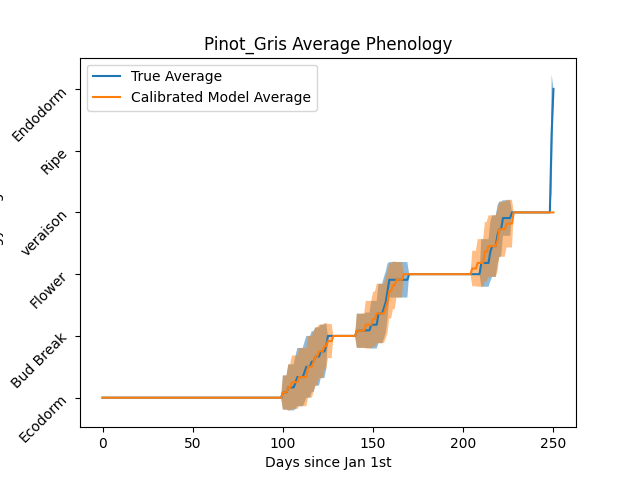 Pinot_Gris Average Phenology
True Average
Calibrated Model Average
Endodorm
Ripe
veraison
Flower
Bud Break
Ecodorm
0 50 100 150 200 250
Days since Jan 1st